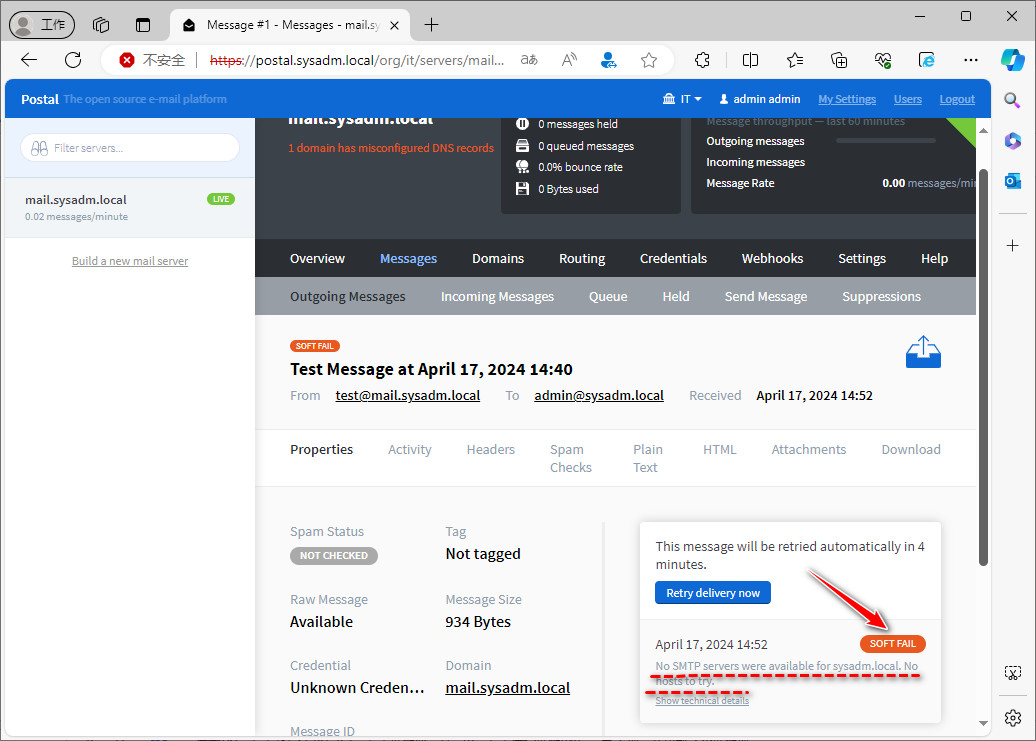 工作
Message #1 - Messages - mail.sy
不安全
https://postal.sysadm.local/org/it/servers/mail...
Postal The open source e-mail platform
IT
admin admin
My Settings
Users
Logout
Filter servers...
mail.sysadm.local
LIVE
0.02 messages/minute
Build a new mail server
mail.sysadm.local
1 domain has misconfigured DNS records
0 messages held
0 queued messages
0.0% bounce rate
0 Bytes used
Message throughput — last 60 minutes
Outgoing messages
Incoming messages
Message Rate
0.00 messages/min
Overview
Messages
Domains
Routing
Credentials
Webhooks
Settings
Help
Outgoing Messages
Incoming Messages
Queue
Held
Send Message
Suppressions
SOFT FAIL
Test Message at April 17, 2024 14:40
From test@mail.sysadm.local To admin@sysadm.local Received April 17, 2024 14:52
Properties
Activity
Headers
Spam
Checks
Plain
Text
HTML
Attachments
Download
Spam Status
NOT CHECKED
Tag
Not tagged
Raw Message
Available
Message Size
934 Bytes
Credential
Unknown Creden...
Domain
mail.sysadm.local
Message ID
This message will be retried automatically in 4
minutes.
Retry delivery now
April 17, 2024 14:52
SOFT FAIL
No SMTP servers were available for sysadm.local. No
hosts to try.
Show technical details